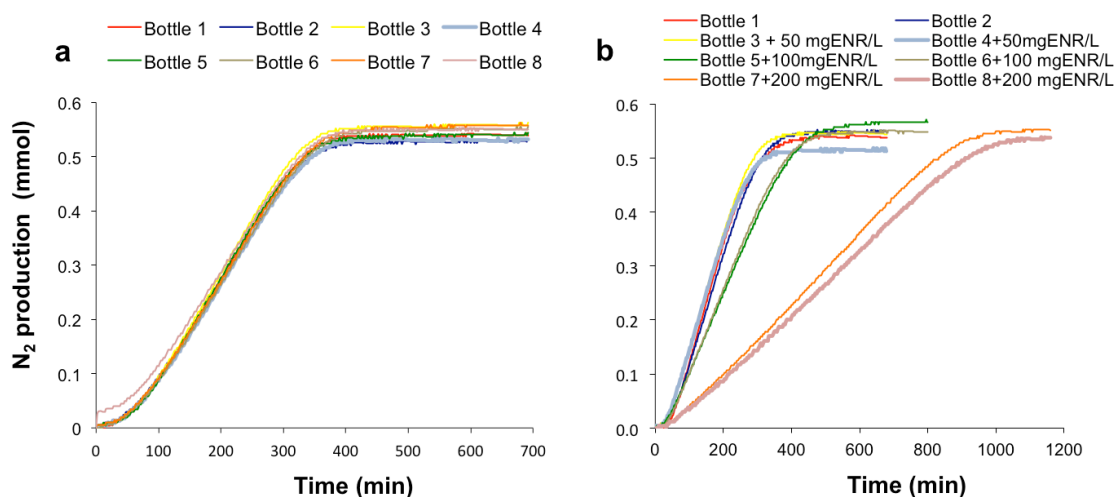 a
Bottle 1 Bottle 2 Bottle 3 Bottle 4
Bottle 5 Bottle 6 Bottle 7 Bottle 8
N2 production (mmol)
0.6
0.5
0.4
0.3
0.2
0.1
0
0 100 200 300 400 500 600 700
Time (min)
b
Bottle 1 Bottle 2
Bottle 3 + 50 mgENR/L Bottle 4+50mgENR/L
Bottle 5+100mgENR/L Bottle 6+100 mgENR/L
Bottle 7+200 mgENR/L Bottle 8+200 mgENR/L
0.6
0.5
0.4
0.3
0.2
0.1
0.0
0 200 400 600 800 1000 1200
Time (min)